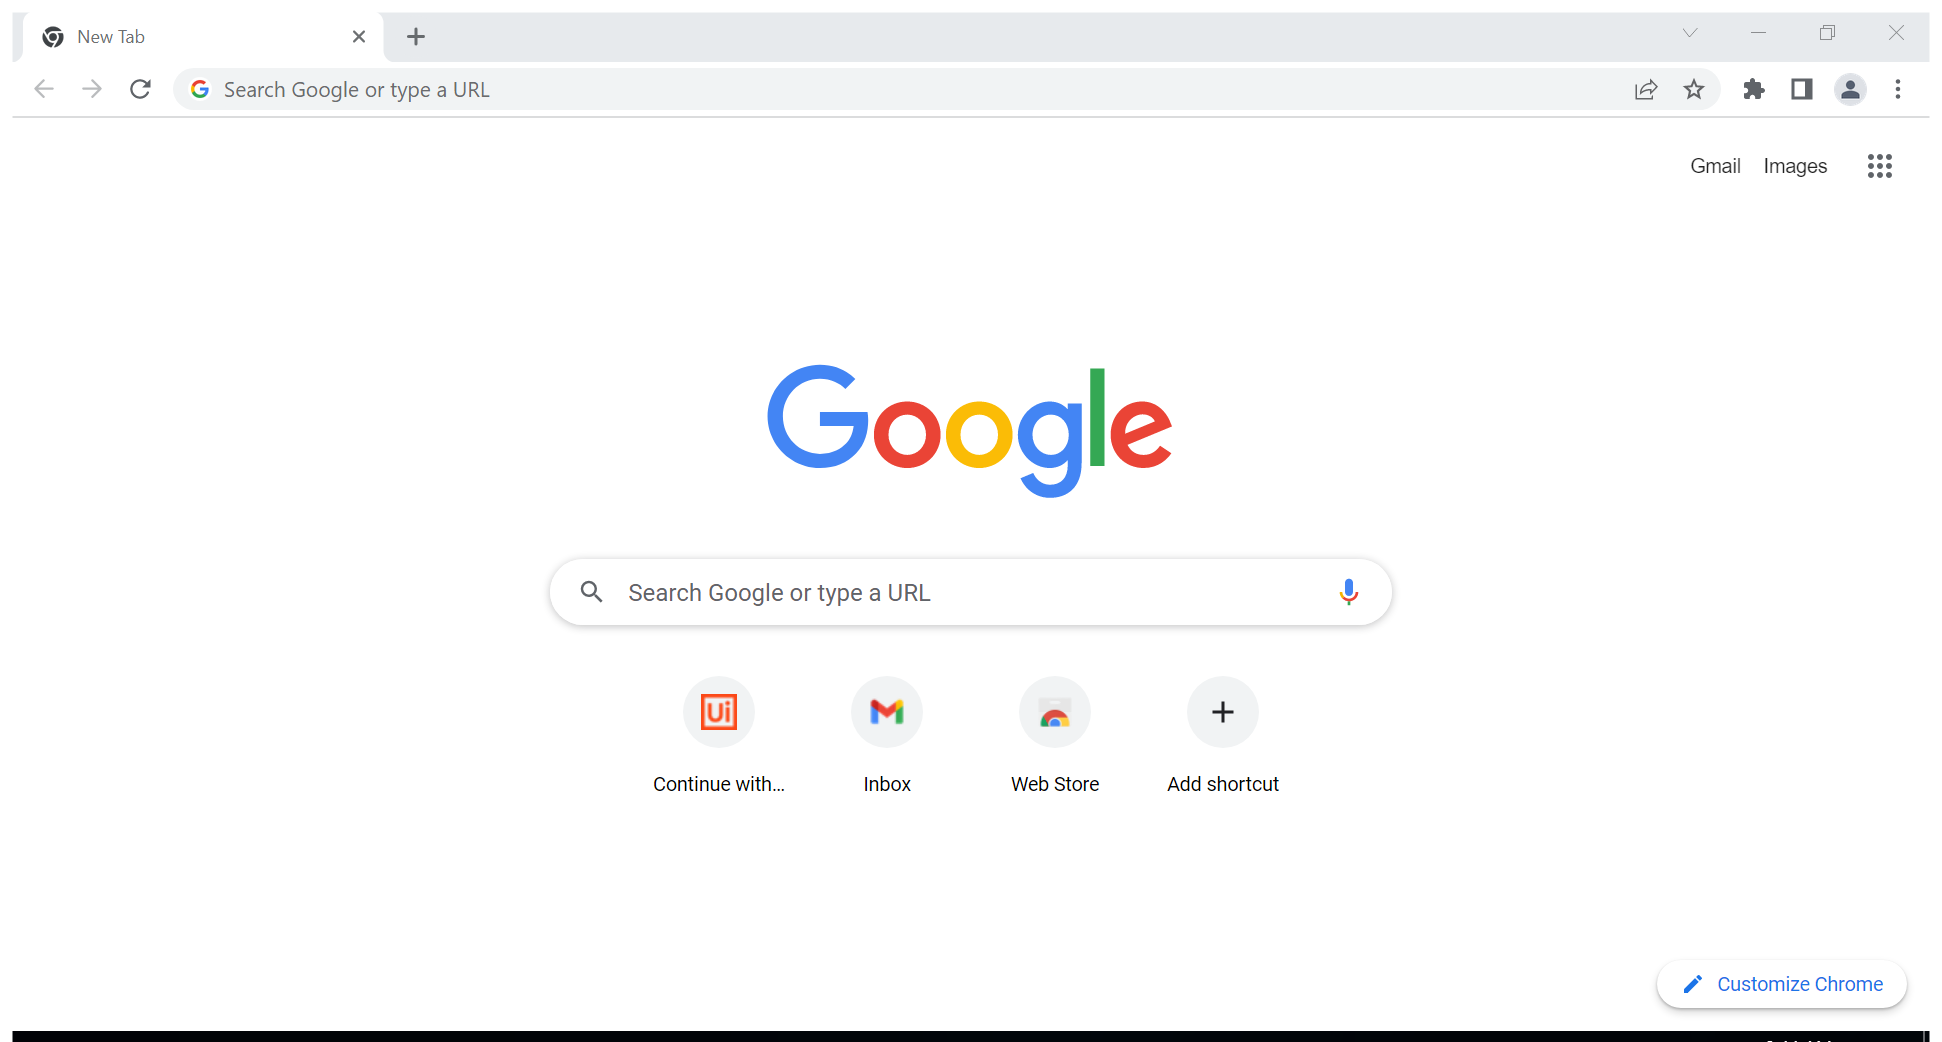 New Tab
Search Google or type a URL
Gmail Images
Google
Search Google or type a URL
Ui
Continue with...
Inbox
Web Store
Add shortcut
Customize Chrome